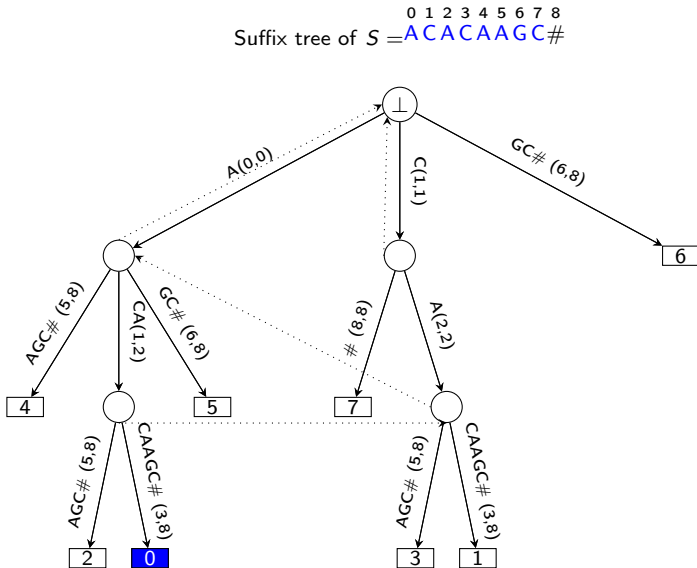 0 1 2 3 4 5 6 7 8
Suffix tree of S =ACACAAGC#
⊥
A(0,0)
C(1,1)
GC# (6,8)
6
AGC# (5,8)
CA(1,2)
GC# (6,8)
# (8,8)
A(2,2)
4
5
7
AGC# (5,8)
CAAGC# (3,8)
AGC# (5,8)
CAAGC# (3,8)
2
0
3
1